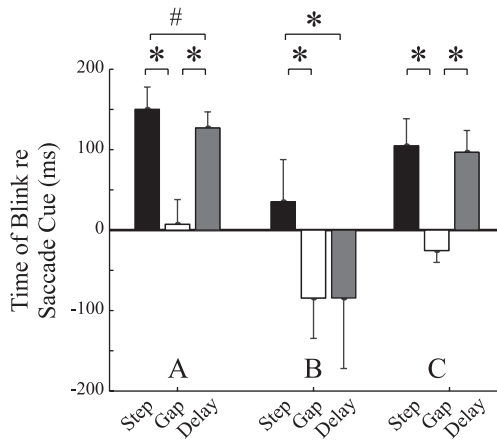 # *
* * * * *
200
100
0
-100
-200
Time of Blink re
Saccade Cue (ms)
A B C
Step Gap Delay Step Gap Delay Step Gap Delay